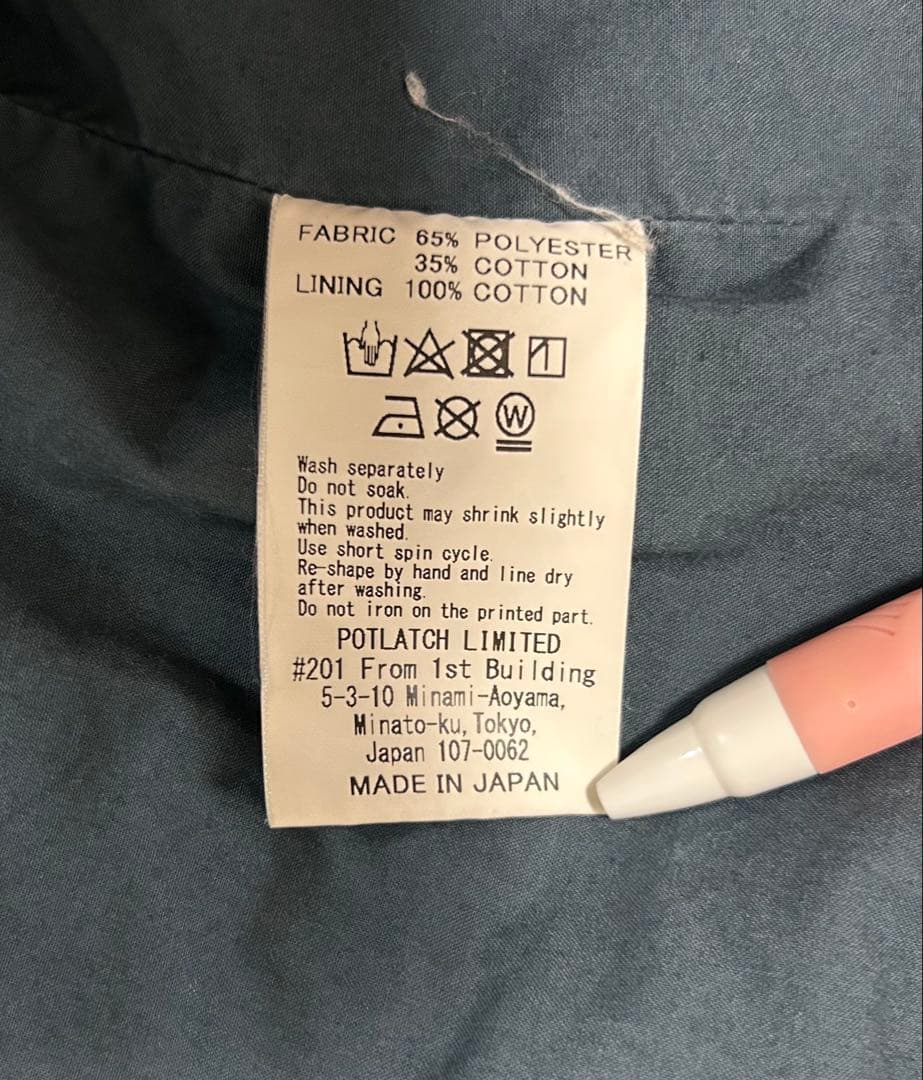 FABRIC 65% POLYESTER
35% COTTON
LINING 100% COTTON
W
Wash separately
Do not soak.
This product may shrink slightly
when washed.
Use short spin cycle.
Re-shape by hand and line dry
after washing.
Do not iron on the printed part.
POTLATCH LIMITED
#201 From 1st Building
5-3-10 Minami-Aoyama,
Minato-ku, Tokyo,
Japan 107-0062
MADE IN JAPAN